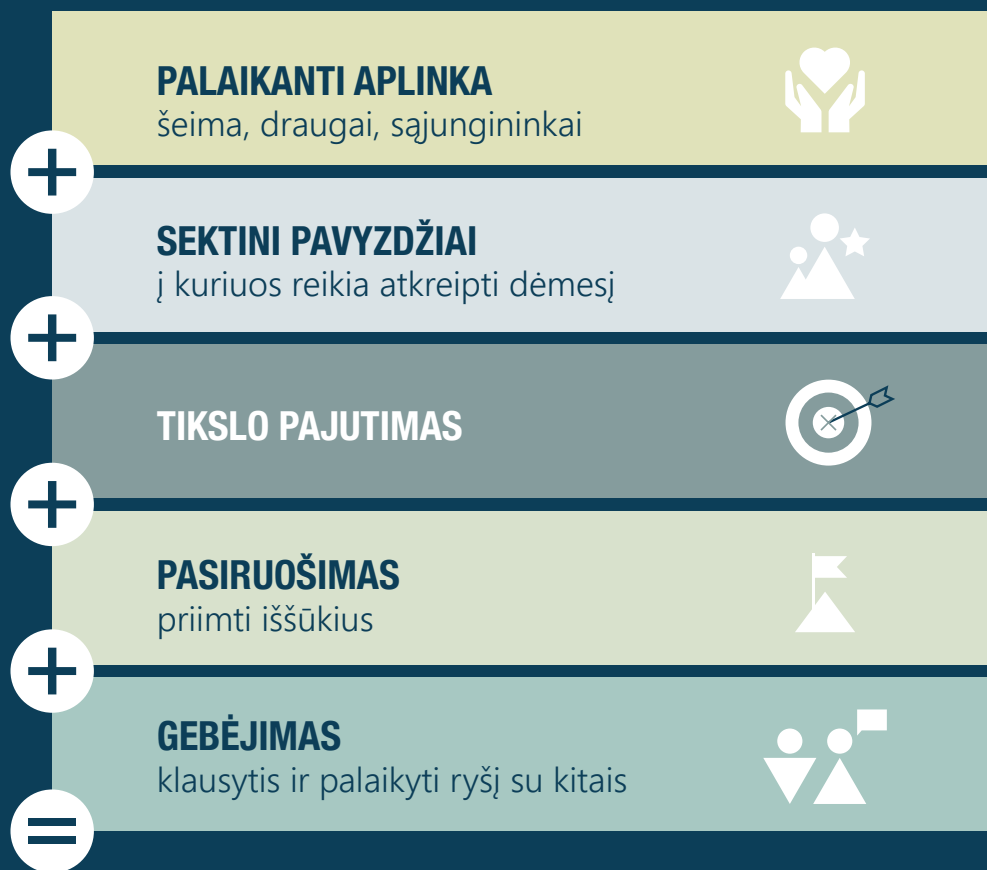 PALAIKANTI APLINKA
šeima, draugai, sąjungininkai
+
SEKTINI PAVYZDŽIAI
į kuriuos reikia atkreipti dėmesį
+
TIKSLO PAJUTIMAS
+
PASIRUOŠIMAS
priimti iššūkius
+
GEBĖJIMAS
klausytis ir palaikyti ryšį su kitais
=